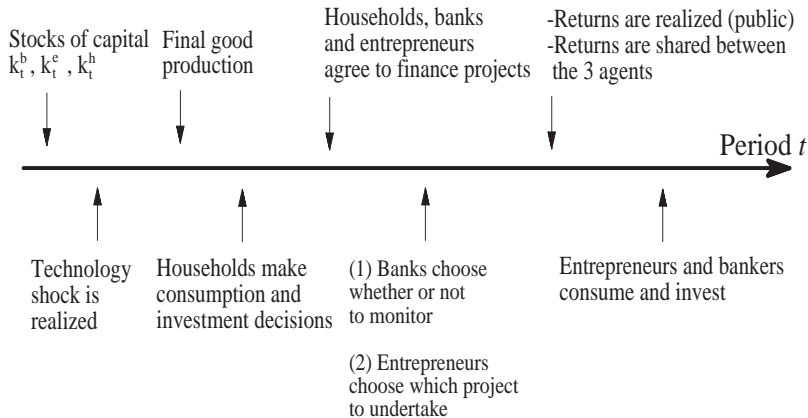 Stocks of capital
k_t^b, k_t^e, k_t^h
Final good
production
Households, banks
and entrepreneurs
agree to finance projects
-Returns are realized (public)
-Returns are shared between
the 3 agents
Period t
Technology
shock is
realized
Households make
consumption and
investment decisions
(1) Banks choose
whether or not
to monitor
(2) Entrepreneurs
choose which project
to undertake
Entrepreneurs and bankers
consume and invest